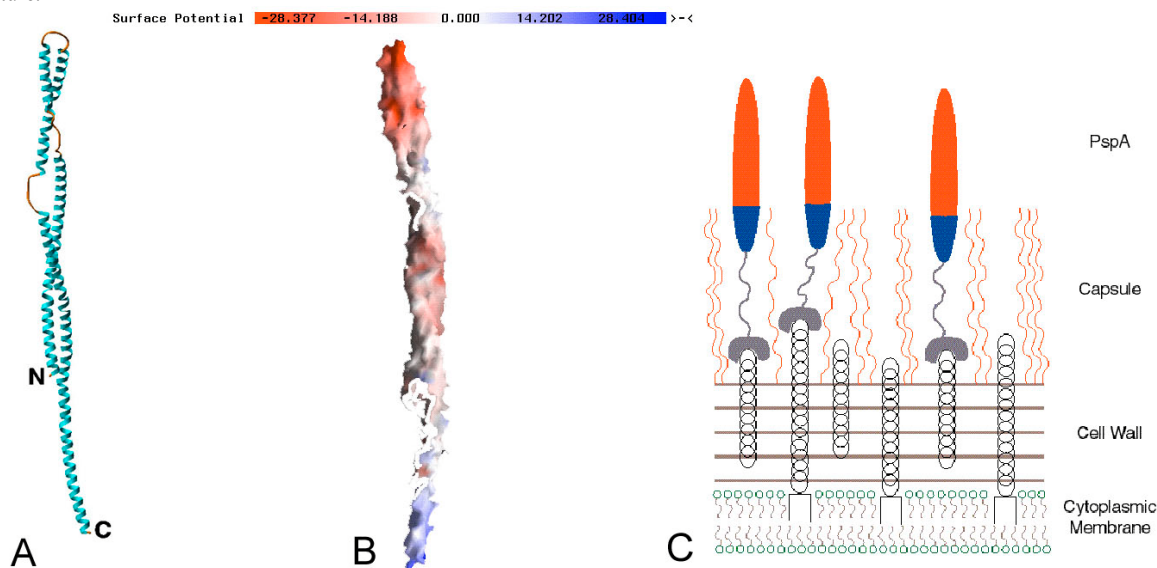 Surface Potential -28.377 -14.188 0.000 14.202 28.404 >-<
PspA
Capsule
N
Cell Wall
Cytoplasmic
Membrane
C
A
B
C